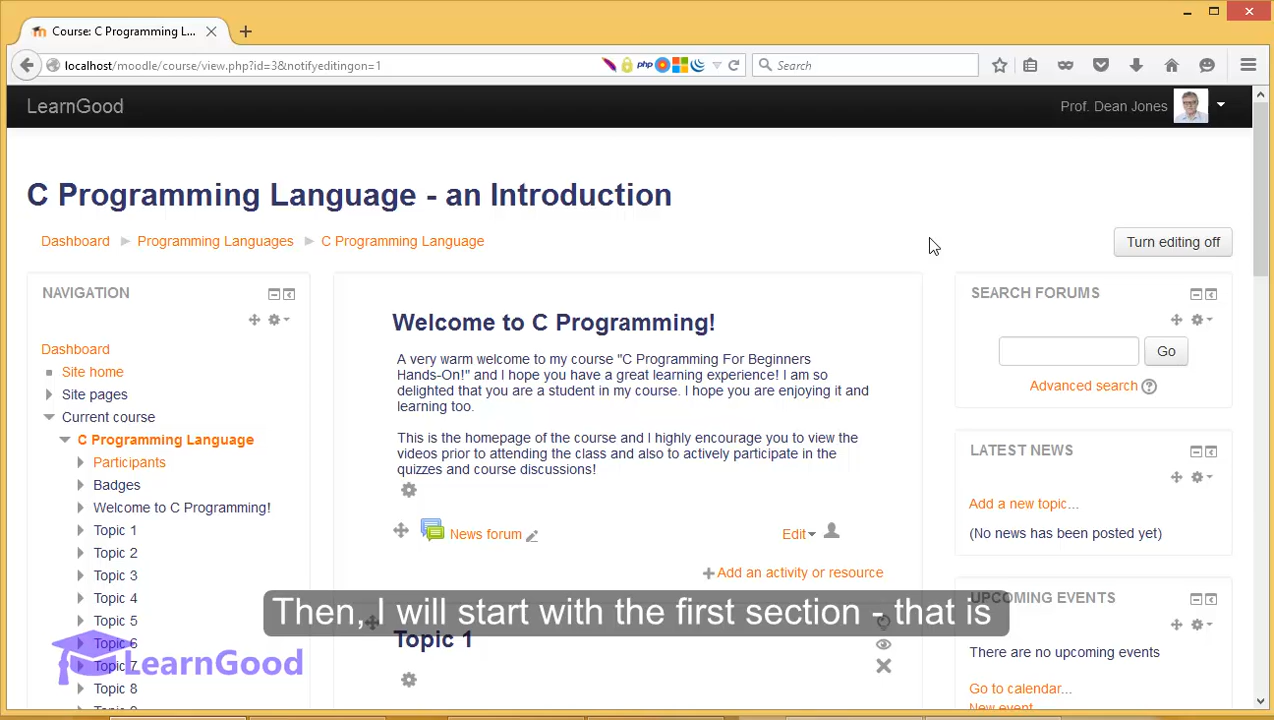 Course: C Programming L...
localhost/moodle/course/view.php?id=3&notifyeditingon=1
php
Search
LearnGood
Prof. Dean Jones
C Programming Language - an Introduction
Dashboard
Programming Languages
C Programming Language
Turn editing off
NAVIGATION
Dashboard
Site home
Site pages
Current course
C Programming Language
Participants
Badges
Welcome to C Programming!
Topic 1
Topic 2
Topic 3
Topic 4
Topic 5
Topic 6
Topic 7
Topic 8
Welcome to C Programming!
A very warm welcome to my course "C Programming For Beginners
Hands-On!" and I hope you have a great learning experience! I am so
delighted that you are a student in my course. I hope you are enjoying it and
learning too.
This is the homepage of the course and I highly encourage you to view the
videos prior to attending the class and also to actively participate in the
quizzes and course discussions!
News forum
Edit
Add an activity or resource
Topic 1
SEARCH FORUMS
Go
Advanced search
LATEST NEWS
Add a new topic...
(No news has been posted yet)
UPCOMING EVENTS
There are no upcoming events
Go to calendar...
New event
Then, I will start with the first section - that is
LearnGood